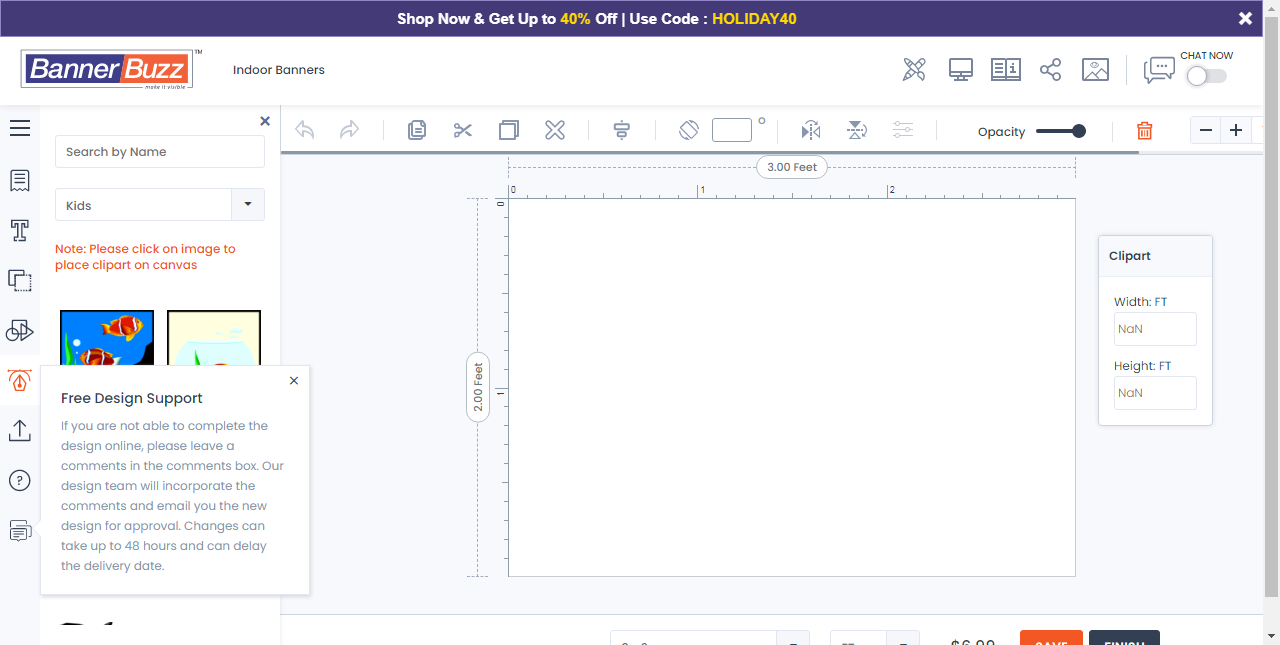 Shop Now & Get Up to 40% Off | Use Code : HOLIDAY40
BannerBuzz™
make it visible
Indoor Banners
CHAT NOW
Search by Name
Kids
Note: Please click on image to
place clipart on canvas
Opacity
3.00 Feet
0 1 2
0
2.00 Feet
1
Clipart
Width: FT
NaN
Height: FT
NaN
Free Design Support
If you are not able to complete the
design online, please leave a
comments in the comments box. Our
design team will incorporate the
comments and email you the new
design for approval. Changes can
take up to 48 hours and can delay
the delivery date.
$6.99
SAVE
FINISH